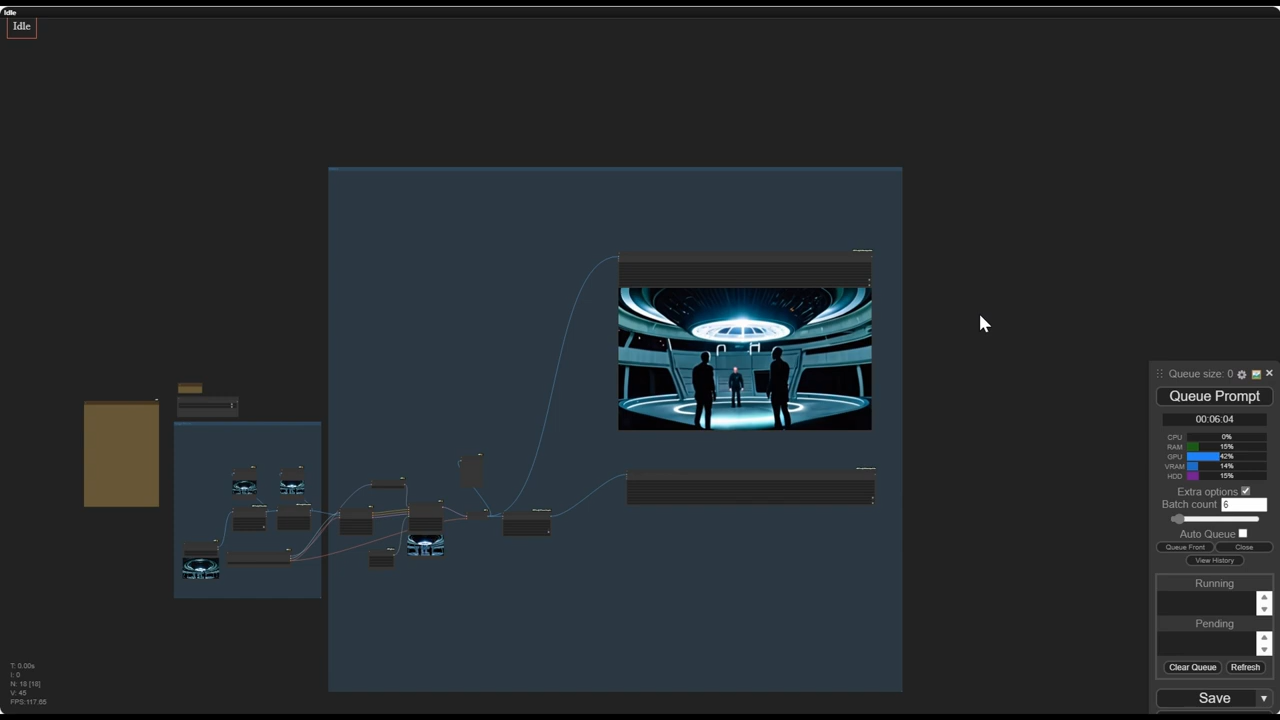 Idle
Idle
Queue size: 0
Queue Prompt
00:06:04
CPU 0%
RAM 15%
GPU 42%
VRAM 14%
HDD 15%
Extra options
Batch count 6
Auto Queue
Queue Front Close
View History
Running
Pending
Clear Queue Refresh
Save ▼
T: 0.00s
I: 0
N: 18 [18]
V: 45
FPS:117.65